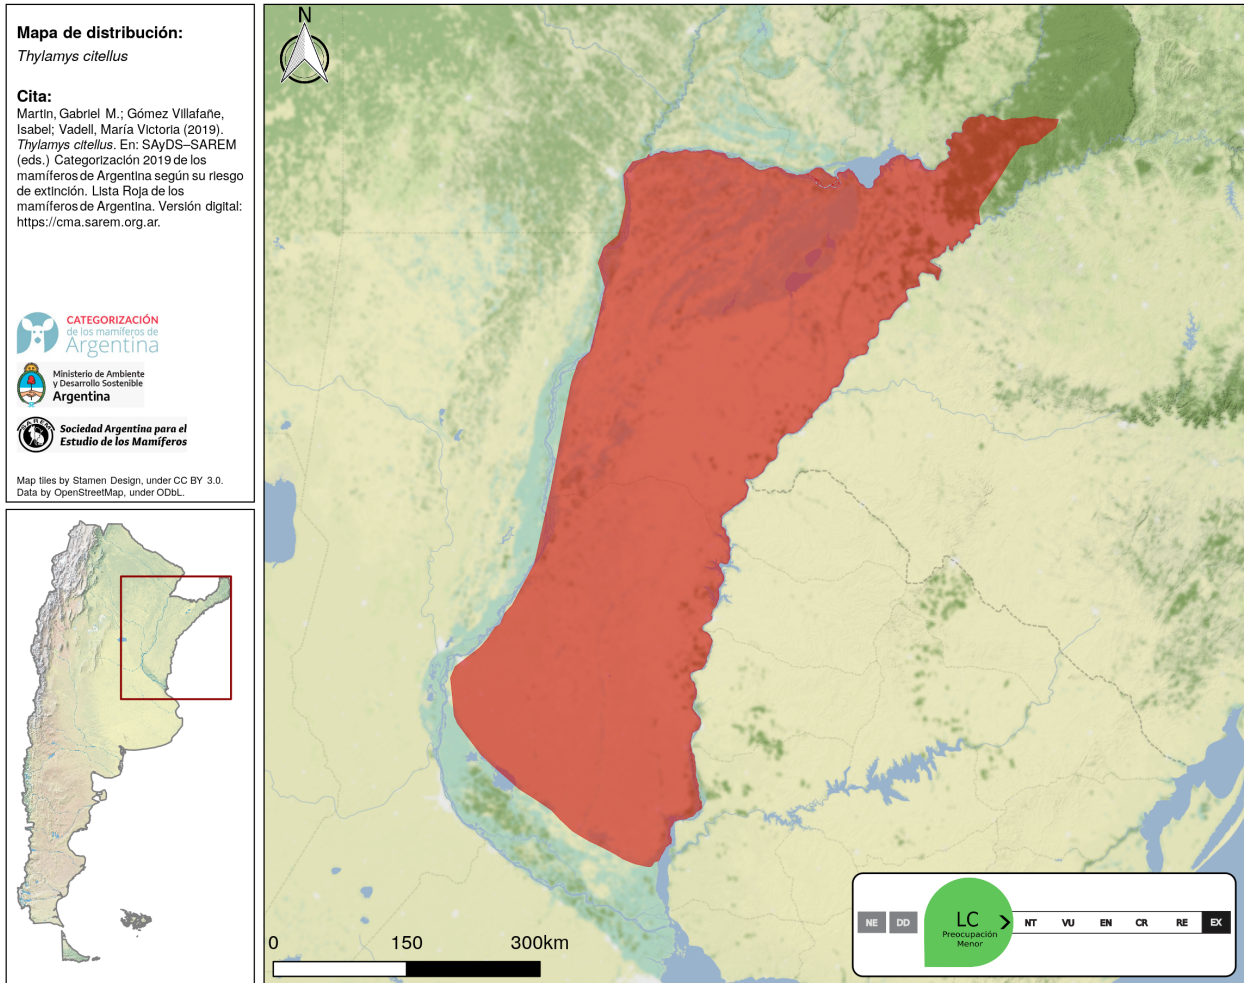 Mapa de distribución:
Thylamys citellus
Cita:
Martin, Gabriel M.; Gómez Villafañe,
Isabel; Vadell, María Victoria (2019).
Thylamys citellus. En: SAyDS–SAREM
(eds.) Categorización 2019 de los
mamíferos de Argentina según su riesgo
de extinción. Lista Roja de los
mamíferos de Argentina. Versión digital:
https://cma.sarem.org.ar.
CATEGORIZACIÓN
de los mamíferos de
Argentina
Ministerio de Ambiente
y Desarrollo Sostenible
Argentina
SAREM
Sociedad Argentina para el
Estudio de los Mamíferos
Map tiles by Stamen Design, under CC BY 3.0.
Data by OpenStreetMap, under ODbL.
N
0 150 300km
NE DD LC NT VU EN CR RE EX
Preocupación
Menor